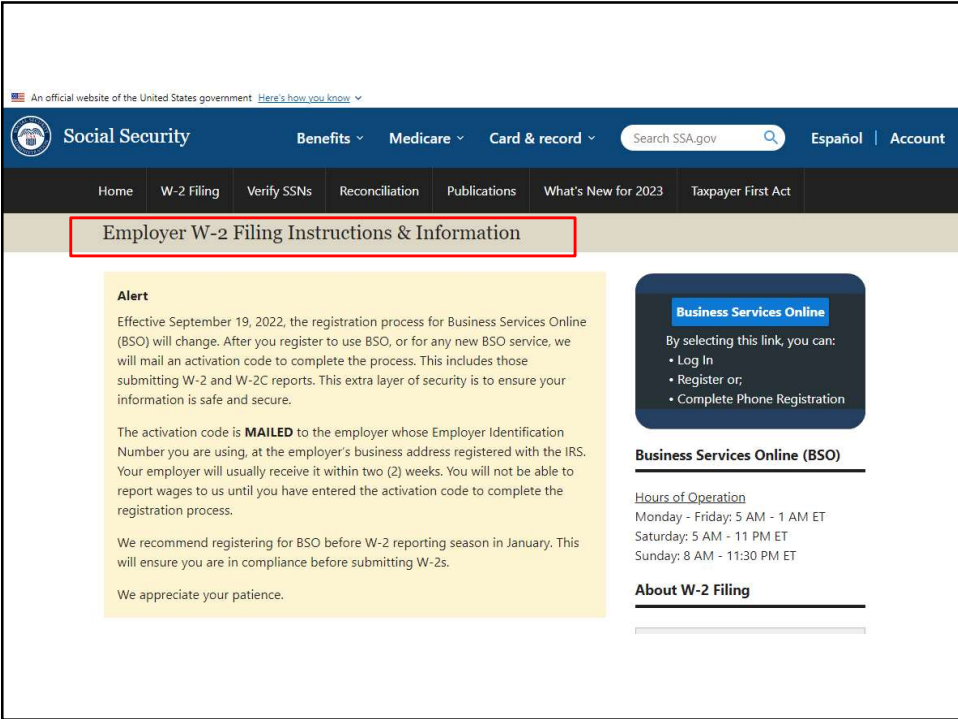 An official website of the United States government Here's how you know
Social Security
Benefits
Medicare
Card & record
Search SSA.gov
Español
Account
Home
W-2 Filing
Verify SSNs
Reconciliation
Publications
What's New for 2023
Taxpayer First Act
Employer W-2 Filing Instructions & Information
Alert
Effective September 19, 2022, the registration process for Business Services Online
(BSO) will change. After you register to use BSO, or for any new BSO service, we
will mail an activation code to complete the process. This includes those
submitting W-2 and W-2C reports. This extra layer of security is to ensure your
information is safe and secure.
The activation code is MAILED to the employer whose Employer Identification
Number you are using, at the employer's business address registered with the IRS.
Your employer will usually receive it within two (2) weeks. You will not be able to
report wages to us until you have entered the activation code to complete the
registration process.
We recommend registering for BSO before W-2 reporting season in January. This
will ensure you are in compliance before submitting W-2s.
We appreciate your patience.
Business Services Online
By selecting this link, you can:
• Log In
• Register or;
• Complete Phone Registration
Business Services Online (BSO)
Hours of Operation
Monday - Friday: 5 AM - 1 AM ET
Saturday: 5 AM - 11 PM ET
Sunday: 8 AM - 11:30 PM ET
About W-2 Filing